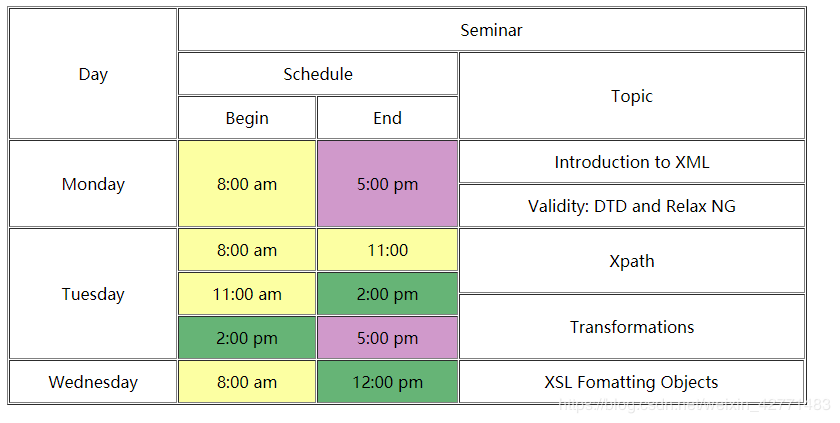 Day
Seminar
Schedule
Topic
Begin
End
Monday
8:00 am
5:00 pm
Introduction to XML
Validity: DTD and Relax NG
Tuesday
8:00 am
11:00
Xpath
11:00 am
2:00 pm
Transformations
2:00 pm
5:00 pm
Wednesday
8:00 am
12:00 pm
XSL Fomatting Objects
https://blog.csdn.net/weixin_42771483